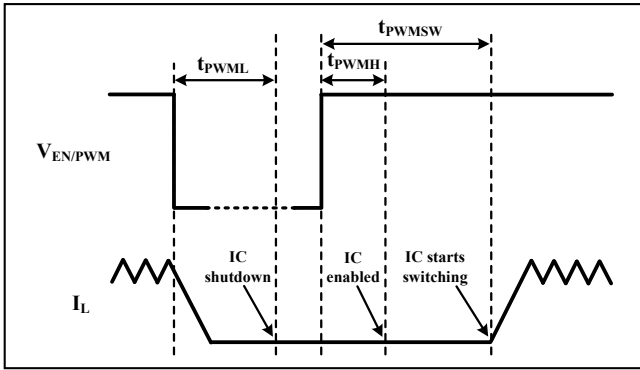 tPWMSW
tPWML
tPWMH
VEN/PWM
IC
shutdown
IC
enabled
IC starts
switching
IL